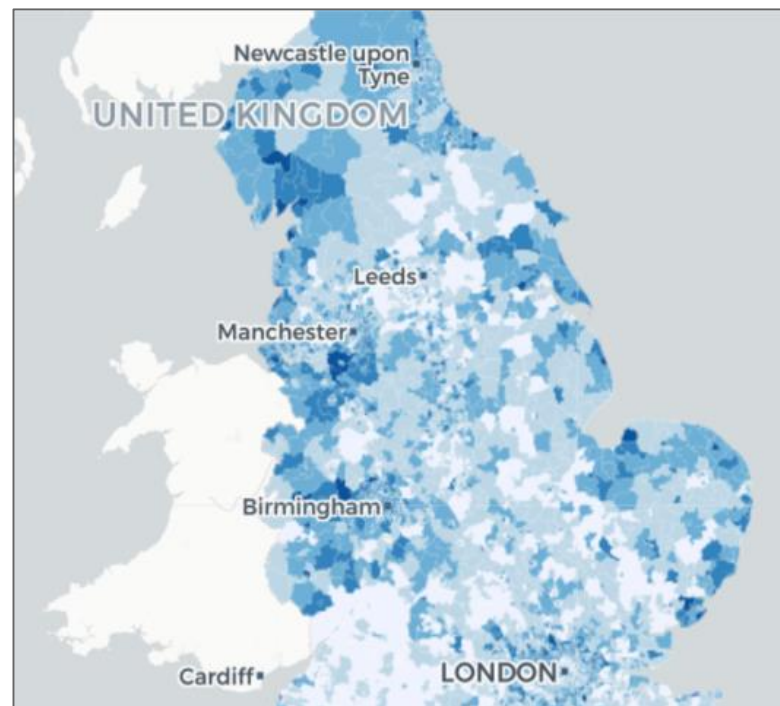 Newcastle upon
Tyne
UNITED KINGDOM
Leeds
Manchester
Birmingham
Cardiff
LONDON